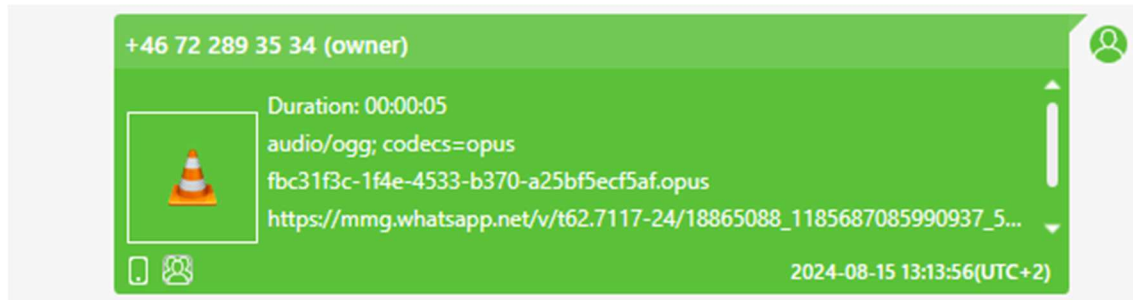 +46 72 289 35 34 (owner)
Duration: 00:00:05
audio/ogg; codecs=opus
fbc31f3c-1f4e-4533-b370-a25bf5ecf5af.opus
https://mmg.whatsapp.net/v/t62.7117-24/18865088_1185687085990937_5...
2024-08-15 13:13:56(UTC+2)